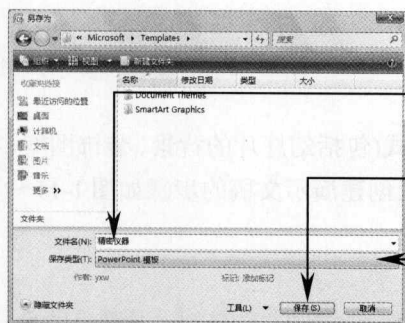 另存为
« Microsoft ▸ Templates ▸
搜索
组织 视图 新建文件夹
收藏夹链接
名称 修改日期 类型 大小
最近访问的位置
桌面
计算机
文档
图片
音乐
更多 »
Document Themes
SmartArt Graphics
文件夹
文件名(N): 精密仪器
保存类型(T): PowerPoint 模板
作者: yxw
标记: 添加标记
隐藏文件夹
工具(L)
保存(S)
取消